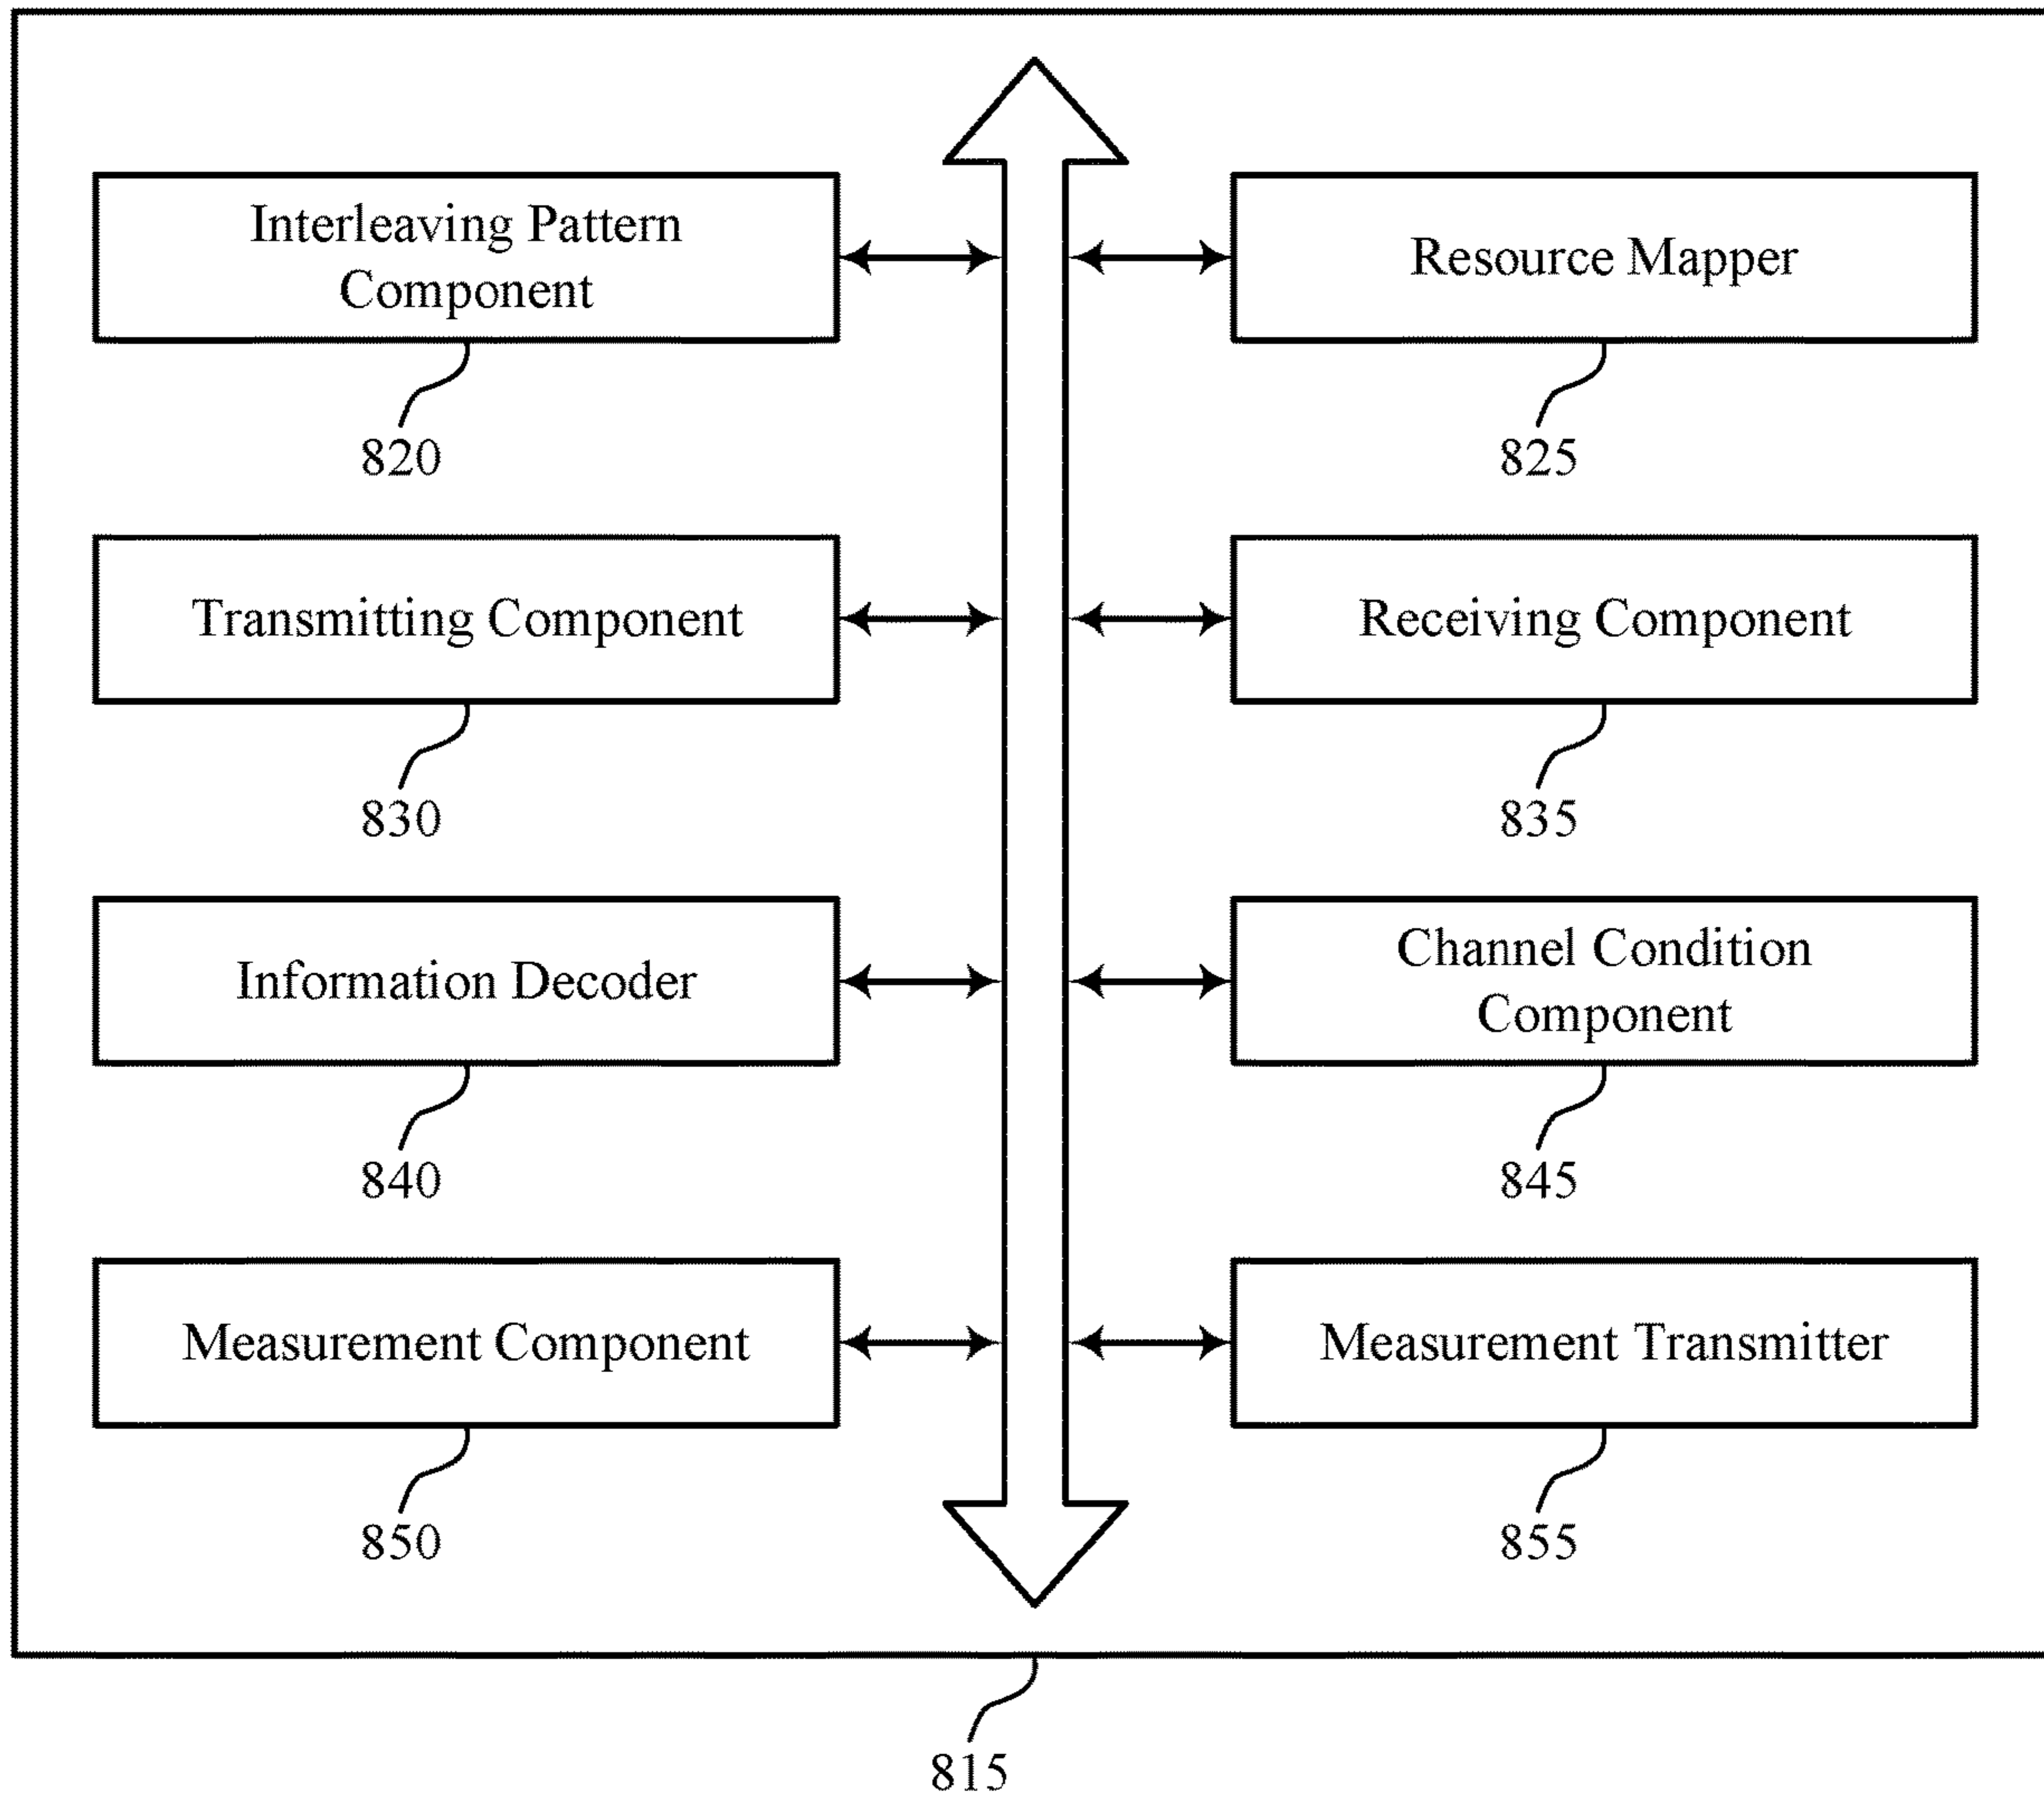 Interleaving Pattern
Component
820
Resource Mapper
825
Transmitting Component
830
Receiving Component
835
Information Decoder
840
Channel Condition
Component
845
Measurement Component
850
Measurement Transmitter
855
815